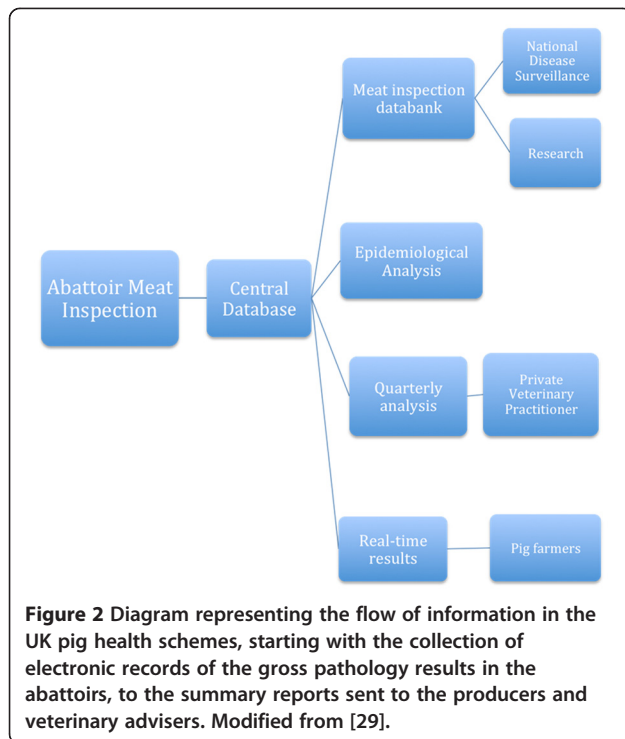 National
Disease
Surveillance
Meat inspection
databank
Research
Epidemiological
Analysis
Abattoir Meat
Inspection
Central
Database
Quarterly
analysis
Private
Veterinary
Practitioner
Real-time
results
Pig farmers
Figure 2 Diagram representing the flow of information in the
UK pig health schemes, starting with the collection of
electronic records of the gross pathology results in the
abattoirs, to the summary reports sent to the producers and
veterinary advisers. Modified from [29].